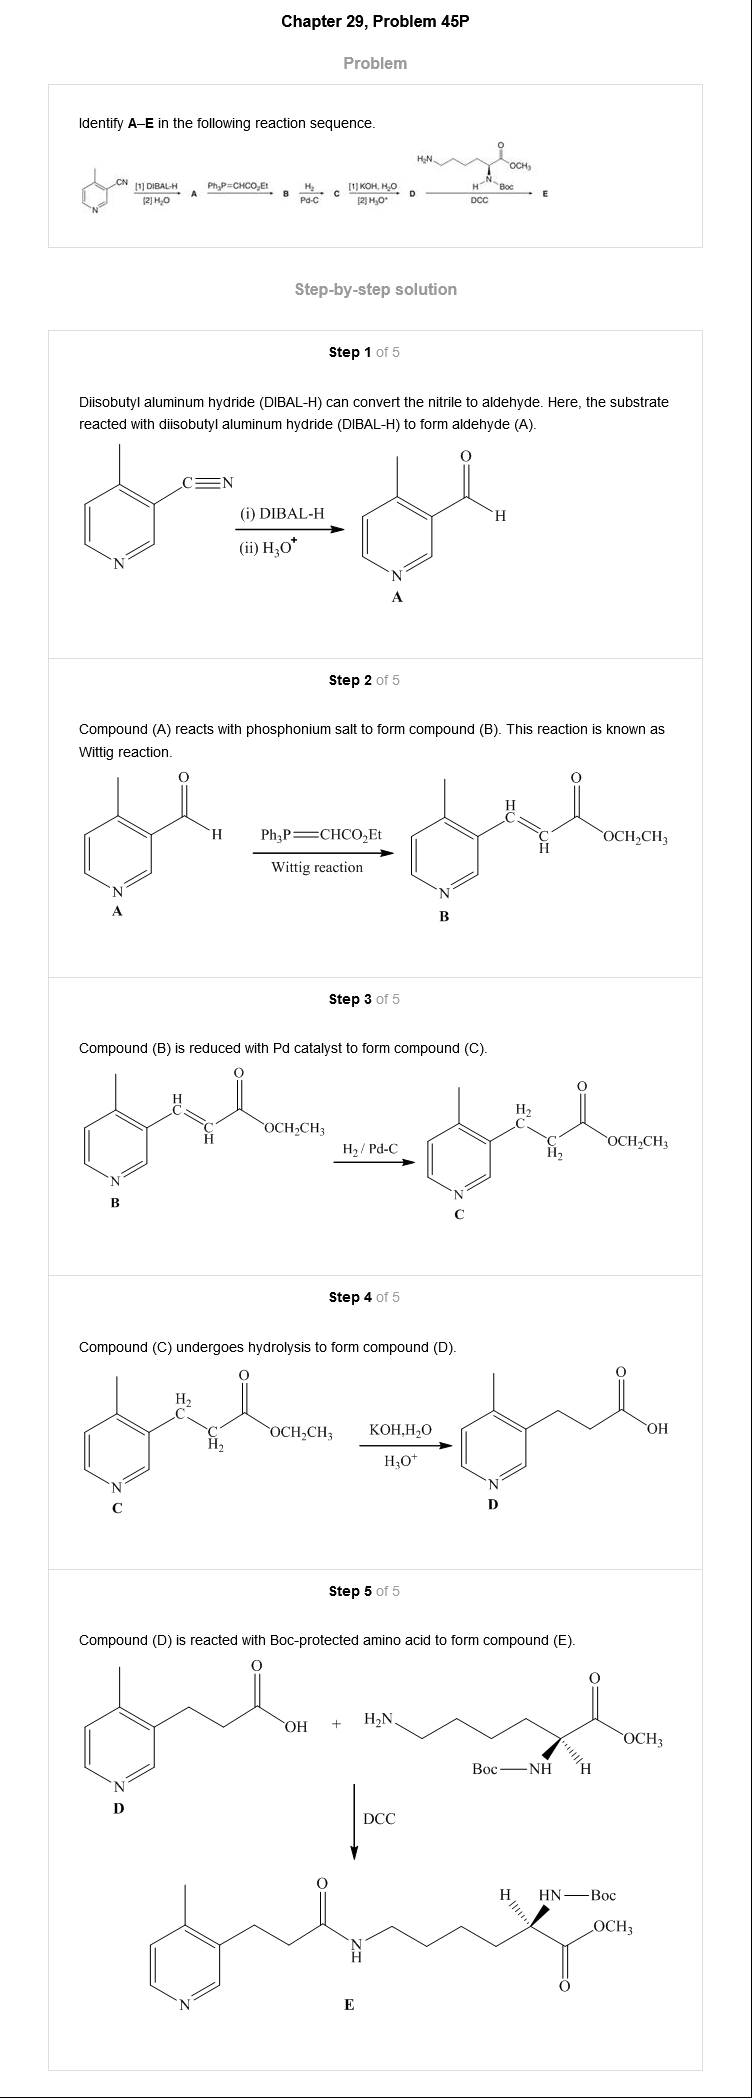 Chapter 29, Problem 45P
Problem
Identify A–E in the following reaction sequence.
CN
N
[1] DIBAL-H
[2] H₂O
A
Ph₃P=CHCO₂Et
B
H₂
Pd-C
C
[1] KOH, H₂O
[2] H₃O⁺
D
H₂N
O
OCH₃
N
H
Boc
DCC
E
Step-by-step solution
Step 1 of 5
Diisobutyl aluminum hydride (DIBAL-H) can convert the nitrile to aldehyde. Here, the substrate
reacted with diisobutyl aluminum hydride (DIBAL-H) to form aldehyde (A).
C≡N
N
(i) DIBAL-H
(ii) H₃O⁺
O
H
N
A
Step 2 of 5
Compound (A) reacts with phosphonium salt to form compound (B). This reaction is known as
Wittig reaction.
O
H
N
A
Ph₃P=CHCO₂Et
Wittig reaction
H
C
C
H
O
OCH₂CH₃
N
B
Step 3 of 5
Compound (B) is reduced with Pd catalyst to form compound (C).
H
C
C
H
O
OCH₂CH₃
N
B
H₂ / Pd-C
H₂
C
C
H₂
O
OCH₂CH₃
N
C
Step 4 of 5
Compound (C) undergoes hydrolysis to form compound (D).
H₂
C
C
H₂
O
OCH₂CH₃
N
C
KOH,H₂O
H₃O⁺
O
OH
N
D
Step 5 of 5
Compound (D) is reacted with Boc-protected amino acid to form compound (E).
O
OH
N
D
+
H₂N
O
OCH₃
Boc—NH
H
DCC
O
N
H
H
HN—Boc
OCH₃
O
N
E